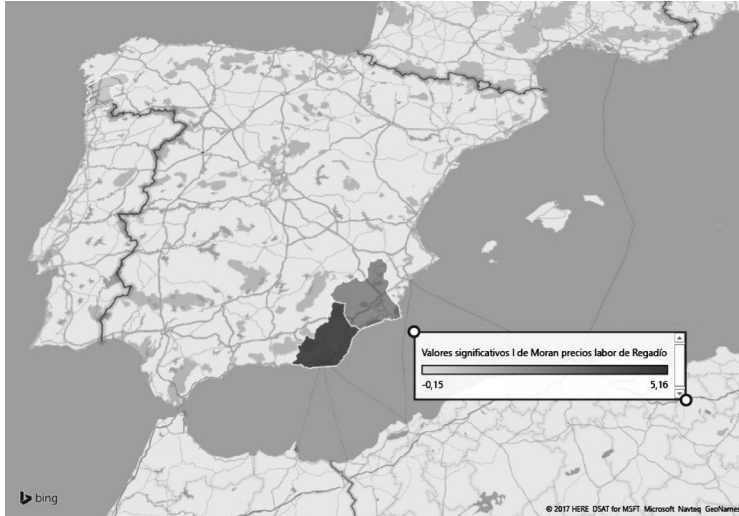 Valores significativos I de Moran precios labor de Regadío
-0,15 5,16
bing
© 2017 HERE DSAT for MSFT Microsoft Navteq GeoNames